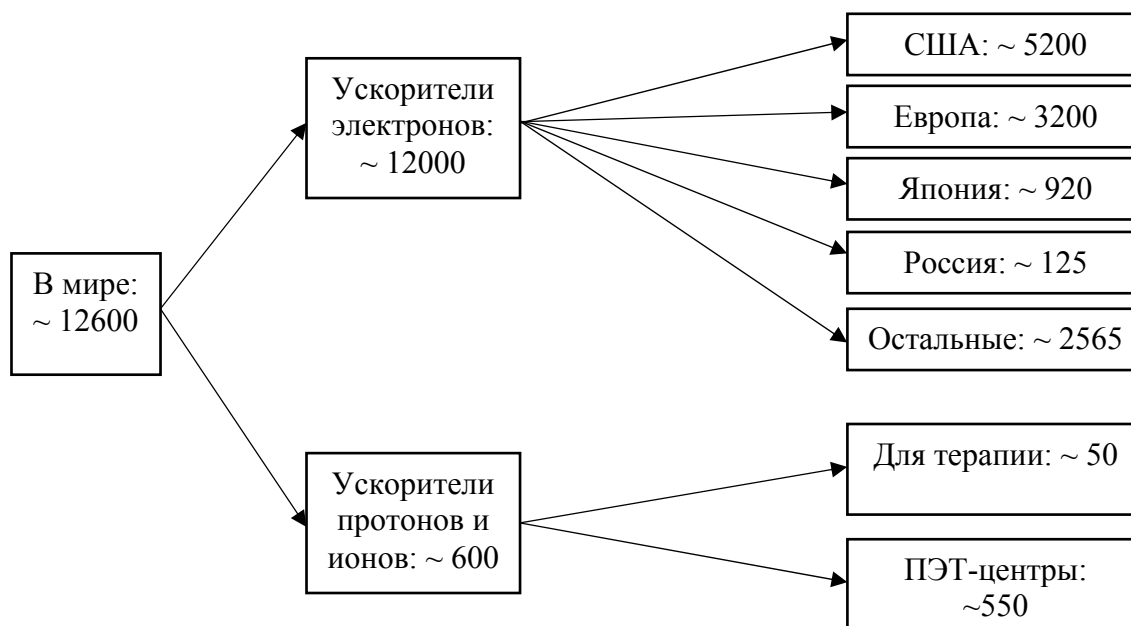 В мире:
~ 12600
Ускорители
электронов:
~ 12000
США: ~ 5200
Европа: ~ 3200
Япония: ~ 920
Россия: ~ 125
Остальные: ~ 2565
Ускорители
протонов и
ионов: ~ 600
Для терапии: ~ 50
ПЭТ-центры:
~550